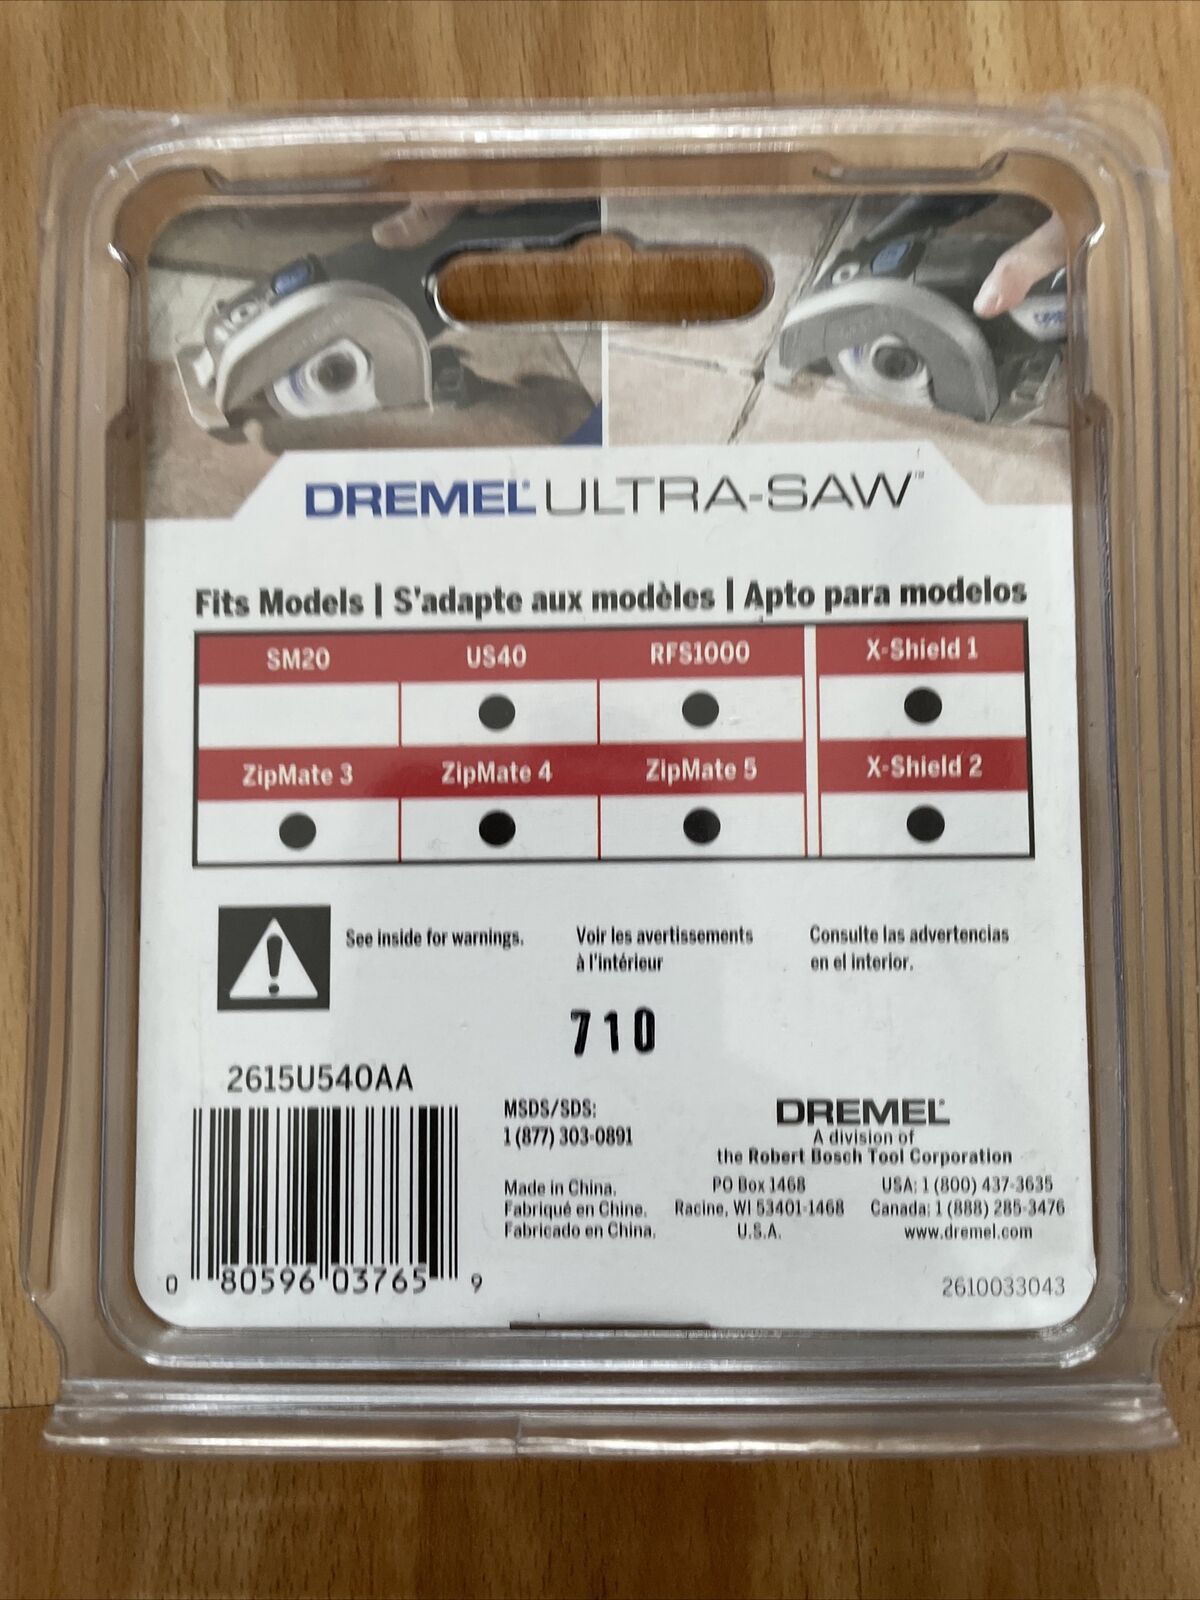 DREMEL® ULTRA-SAW™
Fits Models | S'adapte aux modèles | Apto para modelos
SM20 US40 RFS1000 X-Shield 1
ZipMate 3 ZipMate 4 ZipMate 5 X-Shield 2
See inside for warnings.
Voir les avertissements
à l'intérieur
Consulte las advertencias
en el interior.
710
2615U540AA
0 80596 03765 9
MSDS/SDS:
1 (877) 303-0891
Made in China.
Fabriqué en Chine.
Fabricado en China.
DREMEL®
A division of
the Robert Bosch Tool Corporation
PO Box 1468
Racine, WI 53401-1468
U.S.A.
USA: 1 (800) 437-3635
Canada: 1 (888) 285-3476
www.dremel.com
2610033043